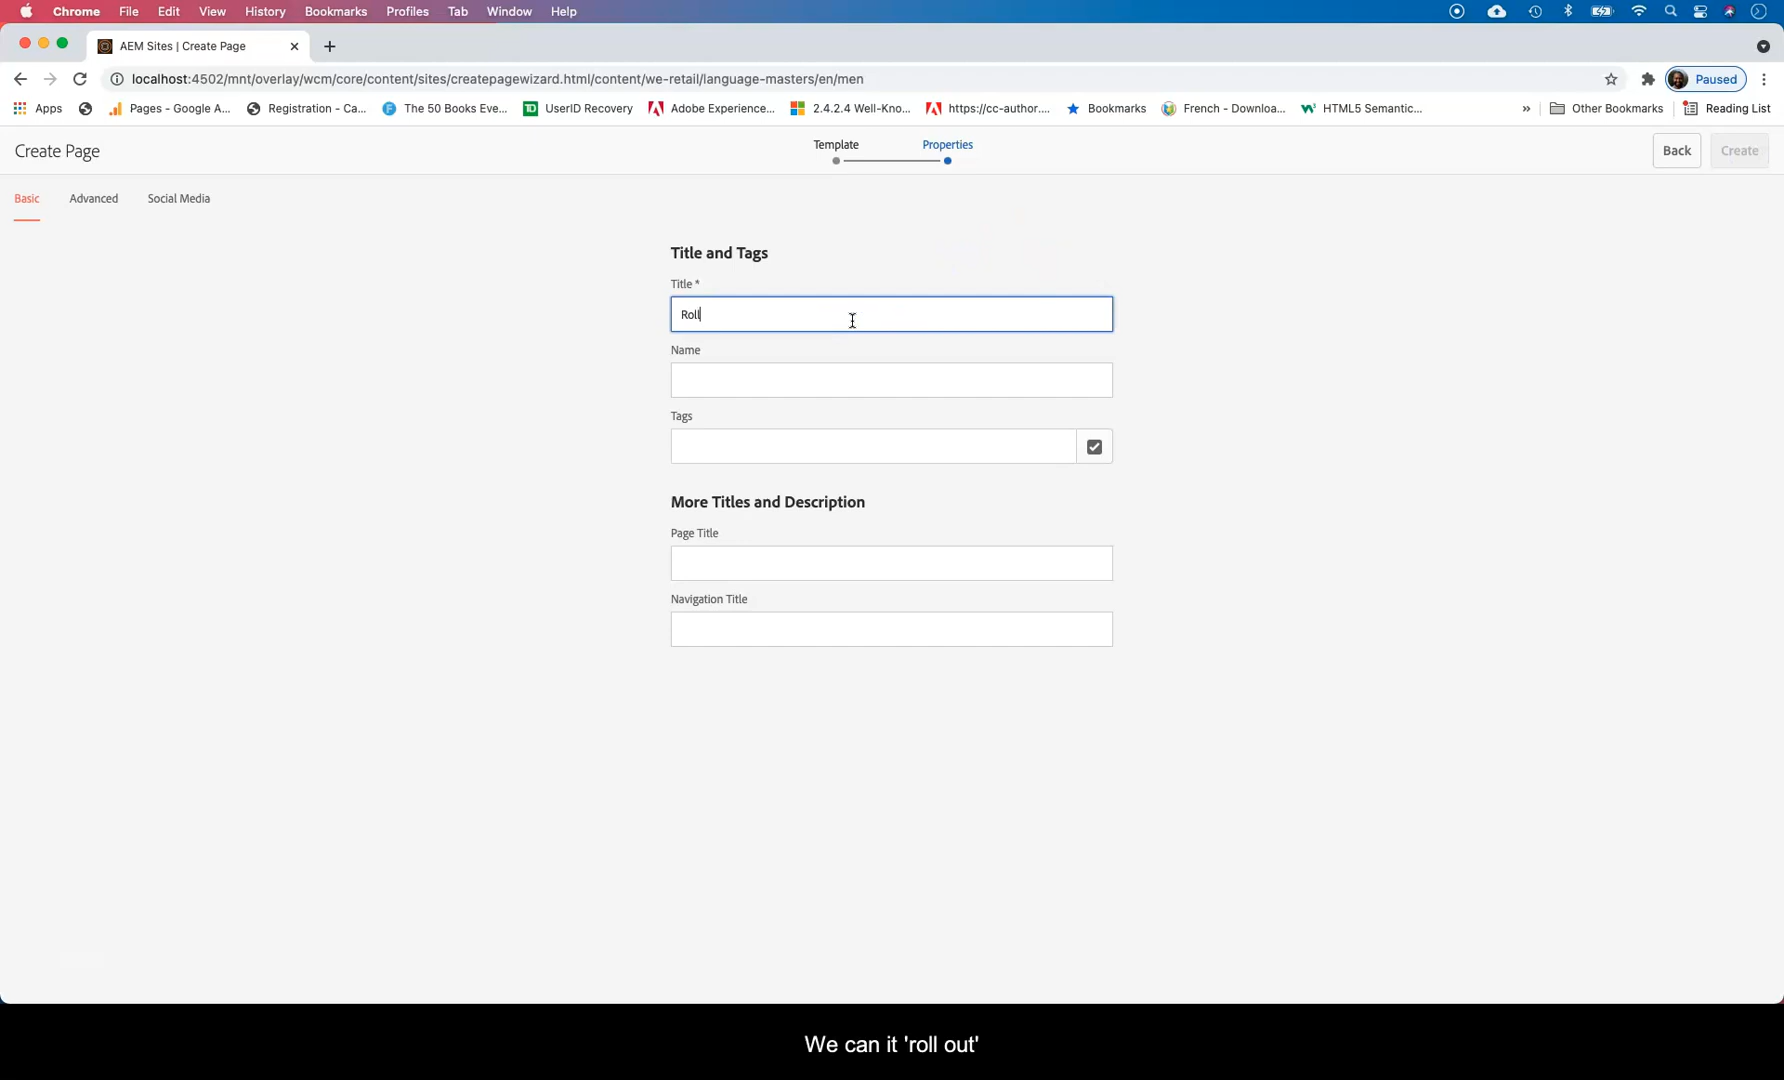 Chrome File Edit View History Bookmarks Profiles Tab Window Help
AEM Sites | Create Page
localhost:4502/mnt/overlay/wcm/core/content/sites/createpagewizard.html/content/we-retail/language-masters/en/men
Paused
Apps Pages - Google A... Registration - Ca... The 50 Books Eve... UserID Recovery Adobe Experience... 2.4.2.4 Well-Kno... https://cc-author.... Bookmarks French - Downloa... HTML5 Semantic... » Other Bookmarks Reading List
Create Page
Template Properties
Back Create
Basic Advanced Social Media
Title and Tags
Title *
Roll
Name
Tags
More Titles and Description
Page Title
Navigation Title
We can it 'roll out'